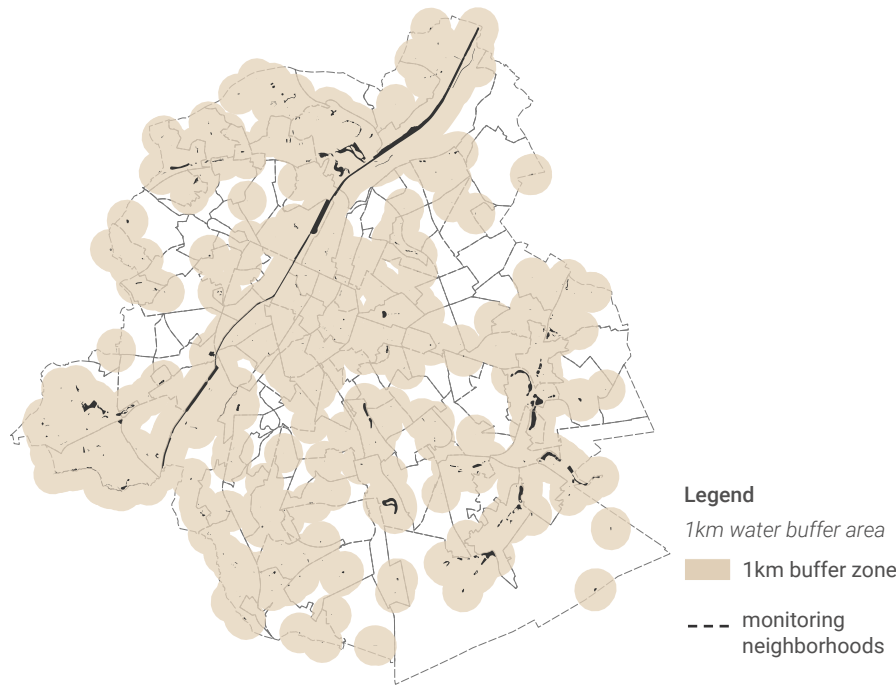 Legend
1km water buffer area
1km buffer zone
monitoring
neighborhoods